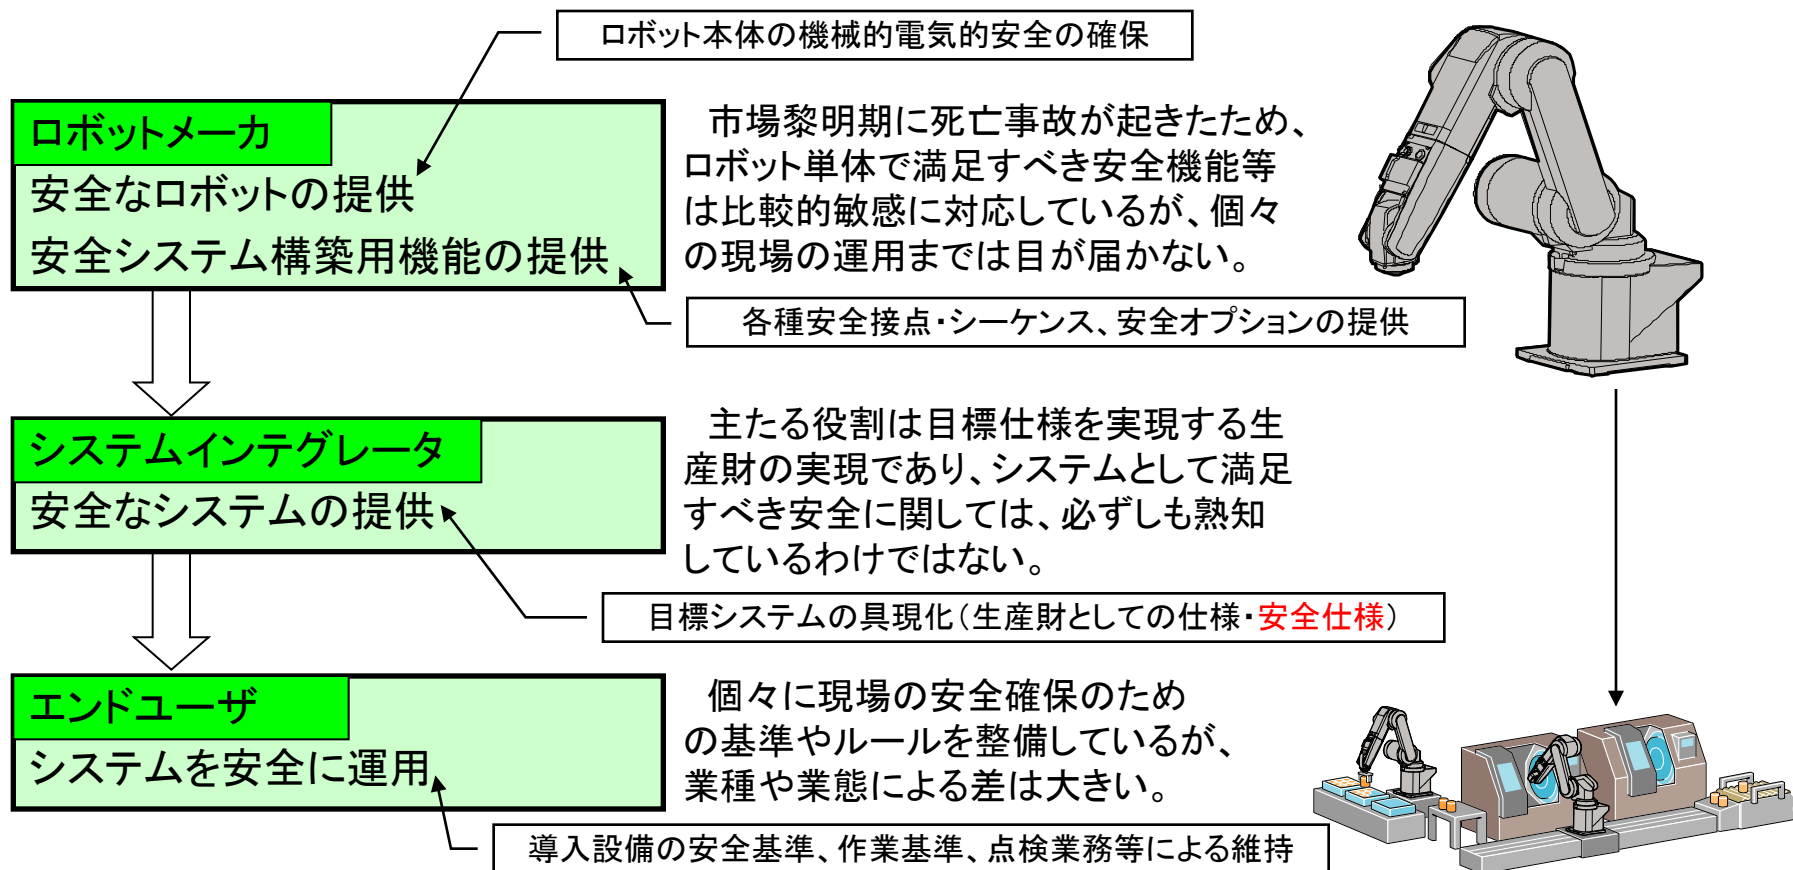 ロボット本体の機械的電気的安全の確保
ロボットメーカ
安全なロボットの提供
安全システム構築用機能の提供
市場黎明期に死亡事故が起きたため、
ロボット単体で満足すべき安全機能等
は比較的敏感に対応しているが、個々
の現場の運用までは目が届かない。
各種安全接点・シーケンス、安全オプションの提供
システムインテグレータ
安全なシステムの提供
主たる役割は目標仕様を実現する生
産財の実現であり、システムとして満足
すべき安全に関しては、必ずしも熟知
しているわけではない。
目標システムの具現化（生産財としての仕様・安全仕様）
エンドユーザ
システムを安全に運用
個々に現場の安全確保のため
の基準やルールを整備しているが、
業種や業態による差は大きい。
導入設備の安全基準、作業基準、点検業務等による維持